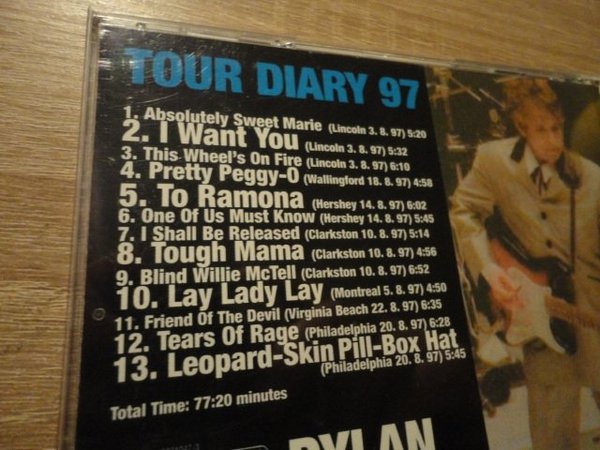 TOUR DIARY 97
1. Absolutely Sweet Marie (Lincoln 3. 8. 97) 5:20
2. I Want You (Lincoln 3. 8. 97) 5:32
3. This Wheel's On Fire (Lincoln 3. 8. 97) 6:10
4. Pretty Peggy-O (Wallingford 18. 8. 97) 4:58
5. To Ramona (Hershey 14. 8. 97) 6:02
6. One Of Us Must Know (Hershey 14. 8. 97) 5:45
7. I Shall Be Released (Clarkston 10. 8. 97) 5:14
8. Tough Mama (Clarkston 10. 8. 97) 4:56
9. Blind Willie McTell (Clarkston 10. 8. 97) 6:52
10. Lay Lady Lay (Montreal 5. 8. 97) 4:50
11. Friend Of The Devil (Virginia Beach 22. 8. 97) 6:35
12. Tears Of Rage (Philadelphia 20. 8. 97) 6:28
13. Leopard-Skin Pill-Box Hat
(Philadelphia 20. 8. 97) 5:45
Total Time: 77:20 minutes
DYLAN